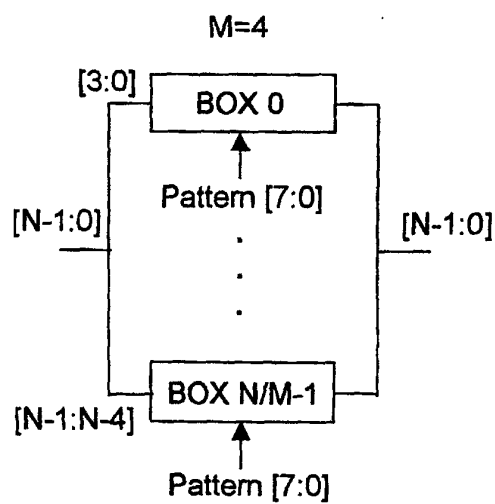 M=4
[3:0]
BOX 0
Pattern [7:0]
[N-1:0]
[N-1:0]
BOX N/M-1
[N-1:N-4]
Pattern [7:0]